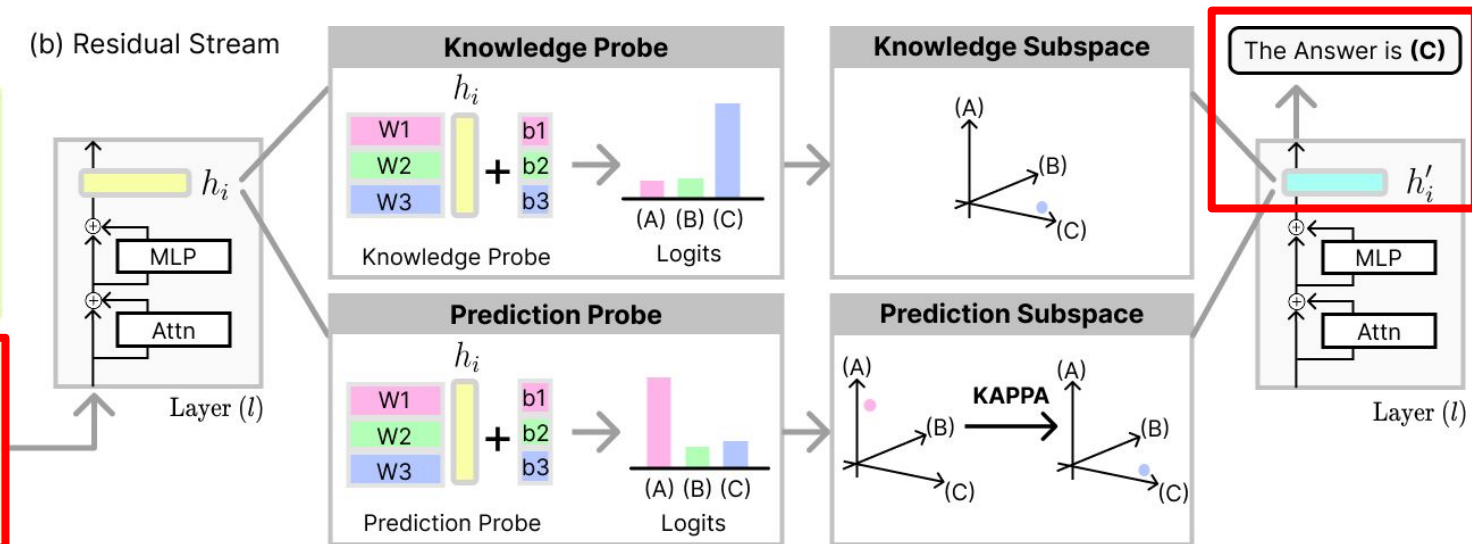 (b) Residual Stream
h_i
MLP
Attn
Layer (l)
Knowledge Probe
h_i
W1
W2
W3
+
b1
b2
b3
(A) (B) (C)
Knowledge Probe
Logits
Knowledge Subspace
(A)
(B)
(C)
Prediction Probe
h_i
W1
W2
W3
+
b1
b2
b3
(A) (B) (C)
Prediction Probe
Logits
Prediction Subspace
(A)
(B)
(C)
KAPPA
(A)
(B)
(C)
The Answer is (C)
h'_i
MLP
Attn
Layer (l)